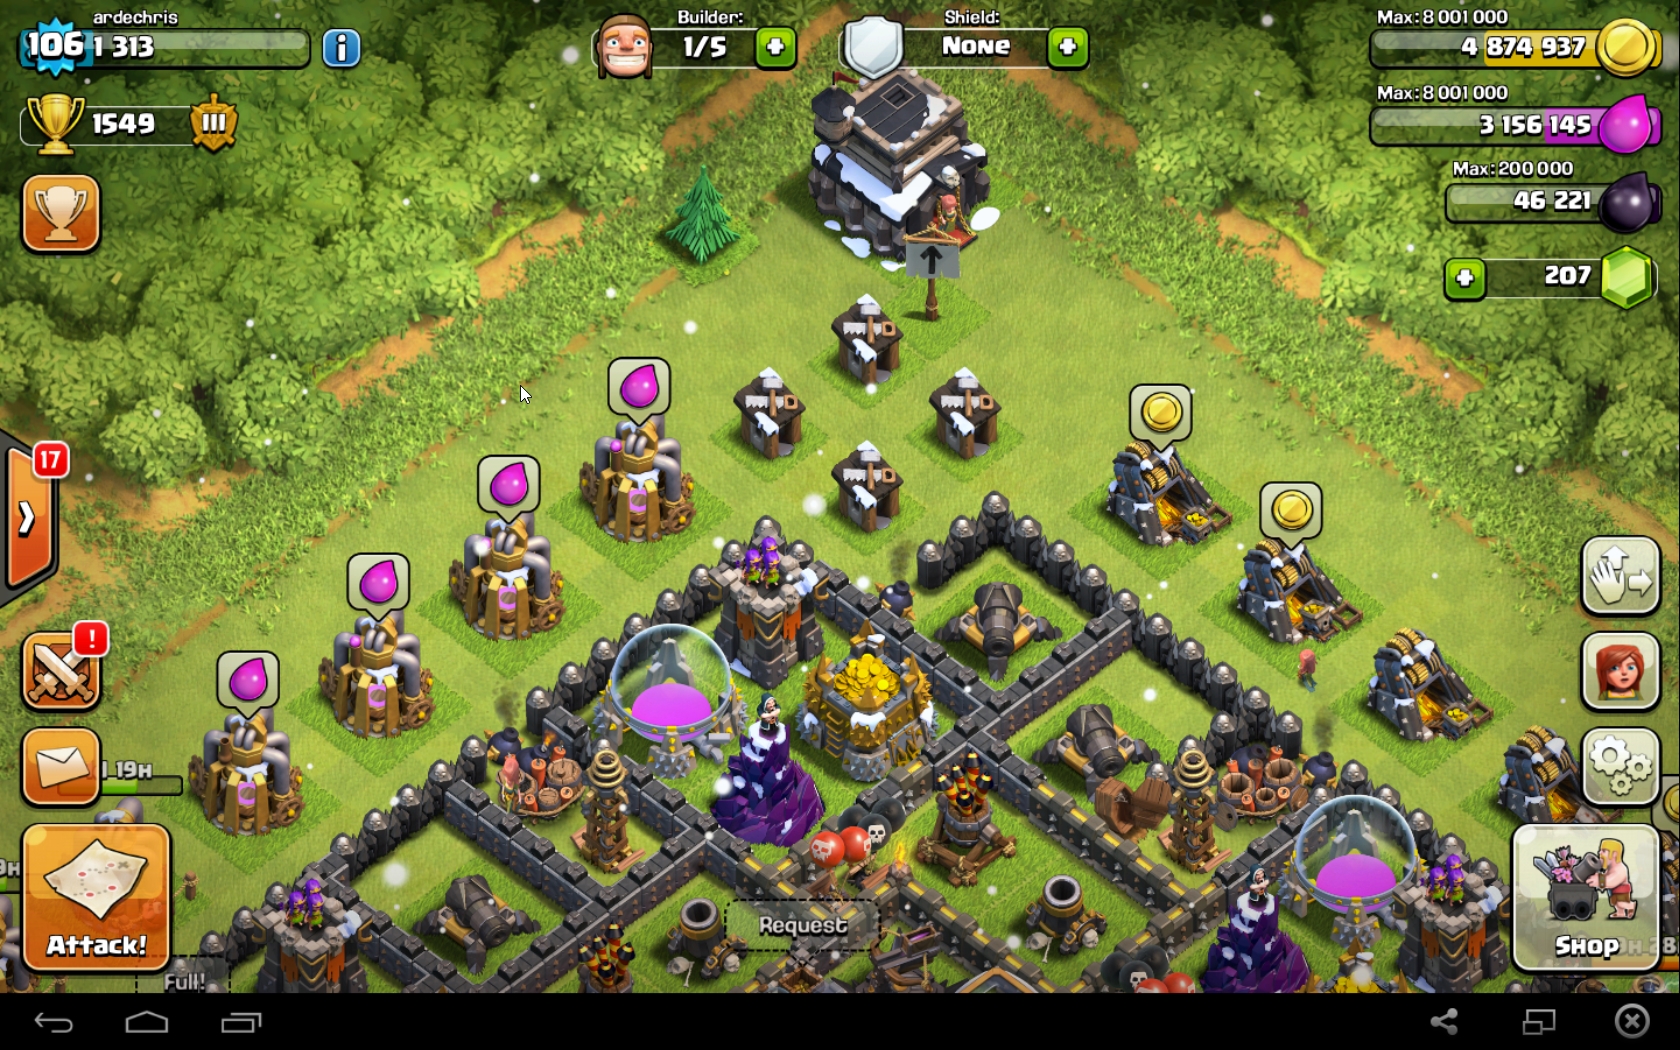 ardechris
106
1 313
i
Builder:
1/5
Shield:
None
Max: 8 001 000
4 874 937
Max: 8 001 000
3 156 145
Max: 200 000
46 221
207
1549
III
17
!
1 19H
Attack!
Full!
Request
Shop